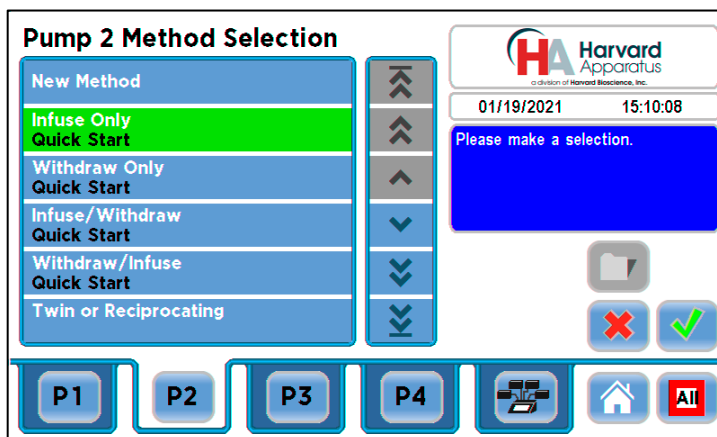 Pump 2 Method Selection
New Method
Infuse Only
Quick Start
Withdraw Only
Quick Start
Infuse/Withdraw
Quick Start
Withdraw/Infuse
Quick Start
Twin or Reciprocating
HA Harvard
Apparatus
a division of Harvard Bioscience, Inc.
01/19/2021 15:10:08
Please make a selection.
P1 P2 P3 P4 All